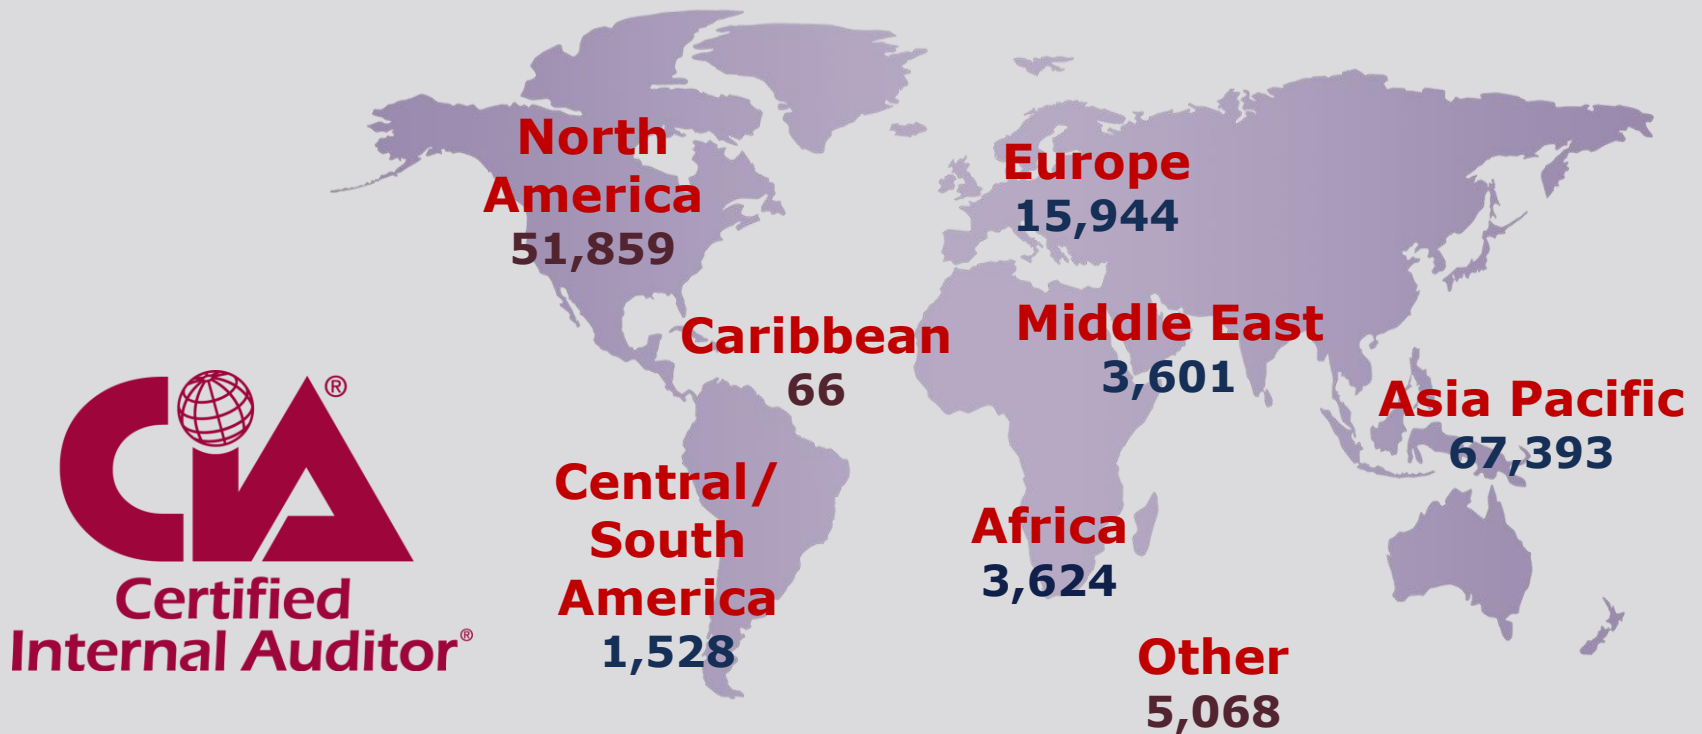 North
America
51,859
Europe
15,944
Caribbean
66
Middle East
3,601
Asia Pacific
67,393
CiA®
Certified
Internal Auditor®
Central/
South
America
1,528
Africa
3,624
Other
5,068